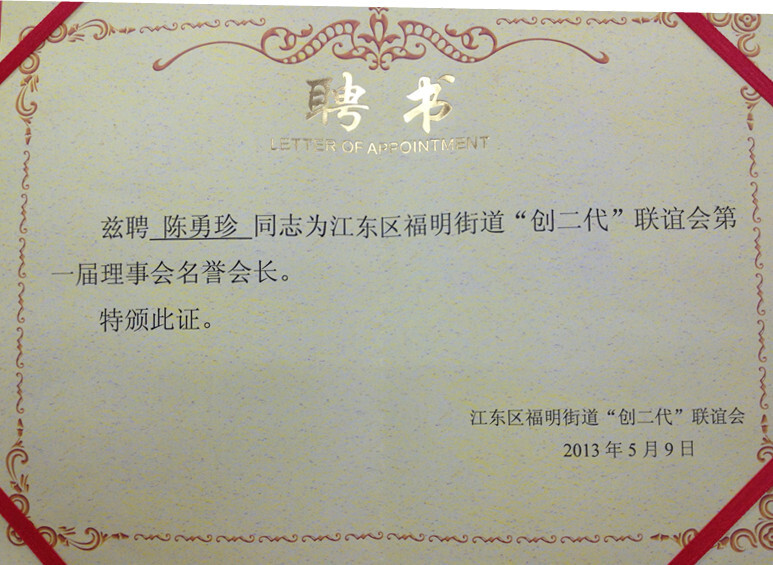 聘书
LETTER OF APPOINTMENT
兹聘 陈勇珍 同志为江东区福明街道“创二代”联谊会第
一届理事会名誉会长。
特颁此证。
江东区福明街道“创二代”联谊会
2013年5月9日